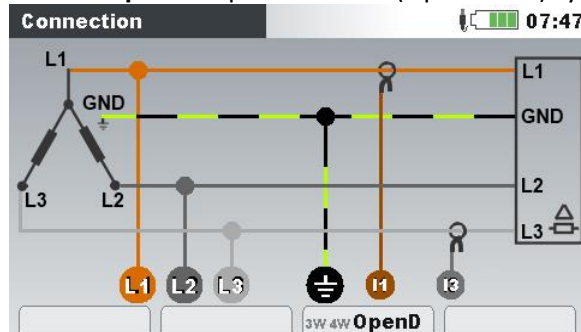 Connection 07:47
L1 L1
GND GND
L3 L2 L2
L3
L1 L2 L3 I1 I3
3W 4W OpenD